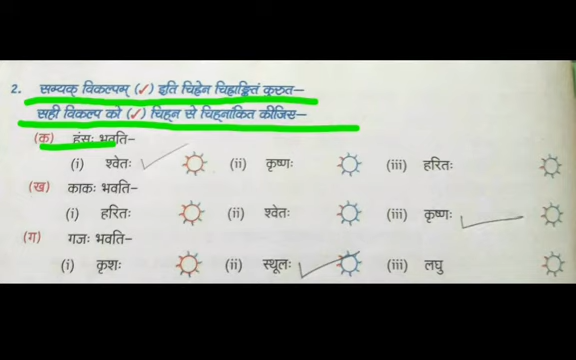 2. सम्यक् विकल्पम् (✓) इति चिह्नेन चिह्नाङ्कितं कुरुत—
सही विकल्प को (✓) चिह्न से चिह्नांकित कीजिए—
(क) हंसः भवति—
(i) श्वेतः (ii) कृष्णः (iii) हरितः
(ख) काकः भवति—
(i) हरितः (ii) श्वेतः (iii) कृष्णः
(ग) गजः भवति—
(i) कृशः (ii) स्थूलः (iii) लघु